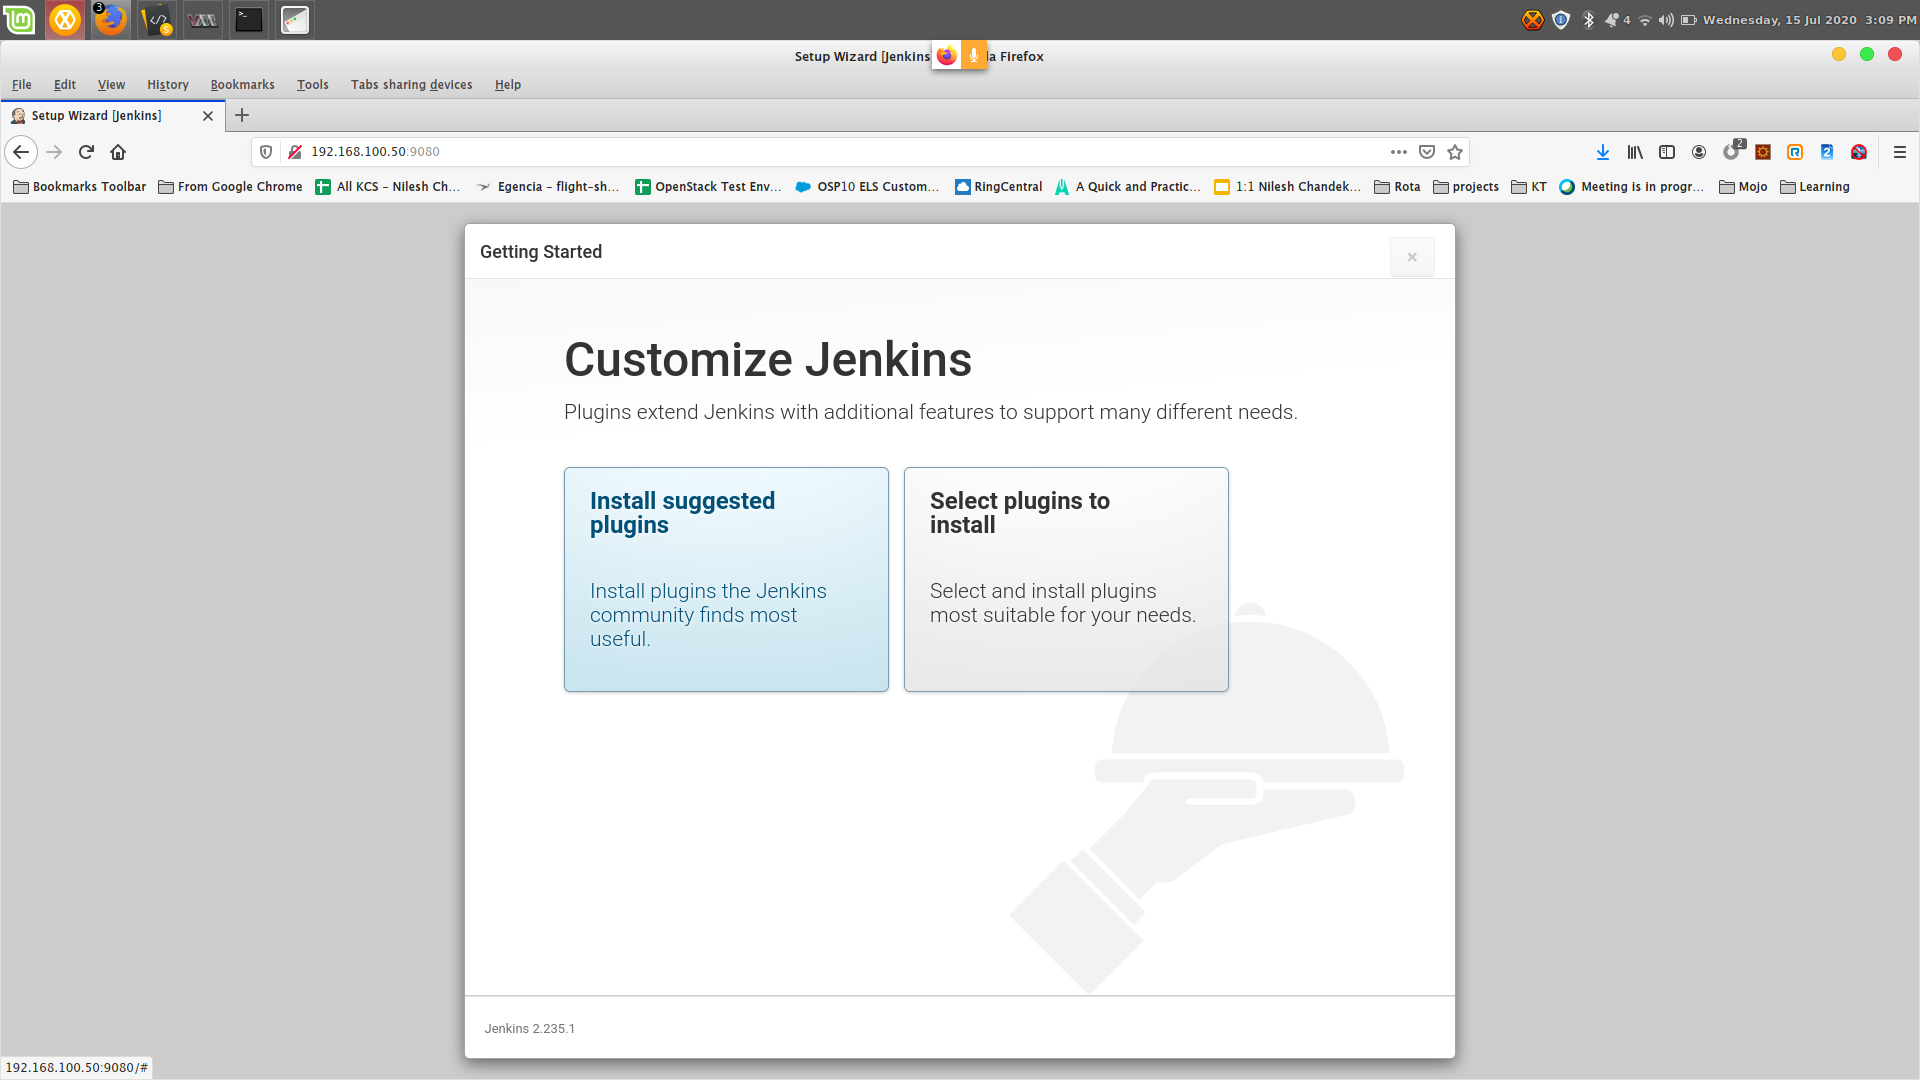 3
4
Wednesday, 15 Jul 2020 3:09 PM
Setup Wizard [Jenkins] a Firefox
File Edit View History Bookmarks Tools Tabs sharing devices Help
Setup Wizard [Jenkins]
192.168.100.50:9080
2
2
Bookmarks Toolbar From Google Chrome All KCS - Nilesh Ch... Egencia - flight-sh... OpenStack Test Env... OSP10 ELS Custom... RingCentral A Quick and Practic... 1:1 Nilesh Chandek... Rota projects KT Meeting is in progr... Mojo Learning
Getting Started
×
Customize Jenkins
Plugins extend Jenkins with additional features to support many different needs.
Install suggested
plugins
Install plugins the Jenkins
community finds most
useful.
Select plugins to
install
Select and install plugins
most suitable for your needs.
Jenkins 2.235.1
192.168.100.50:9080/#